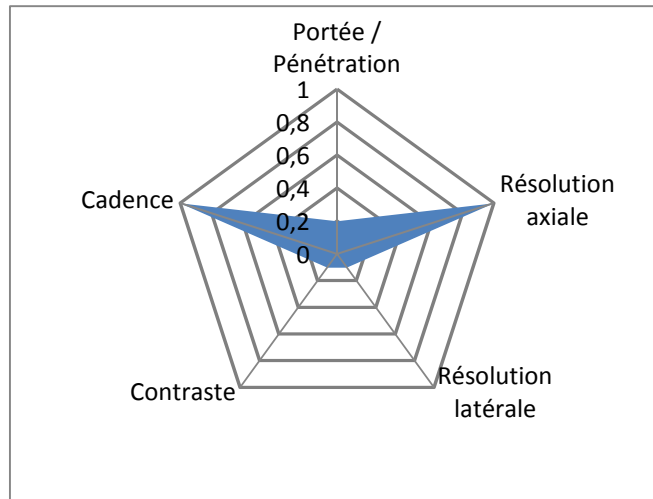 Portée /
Pénétration
1
0,8
0,6
0,4
0,2
0
Résolution
axiale
Résolution
latérale
Contraste
Cadence